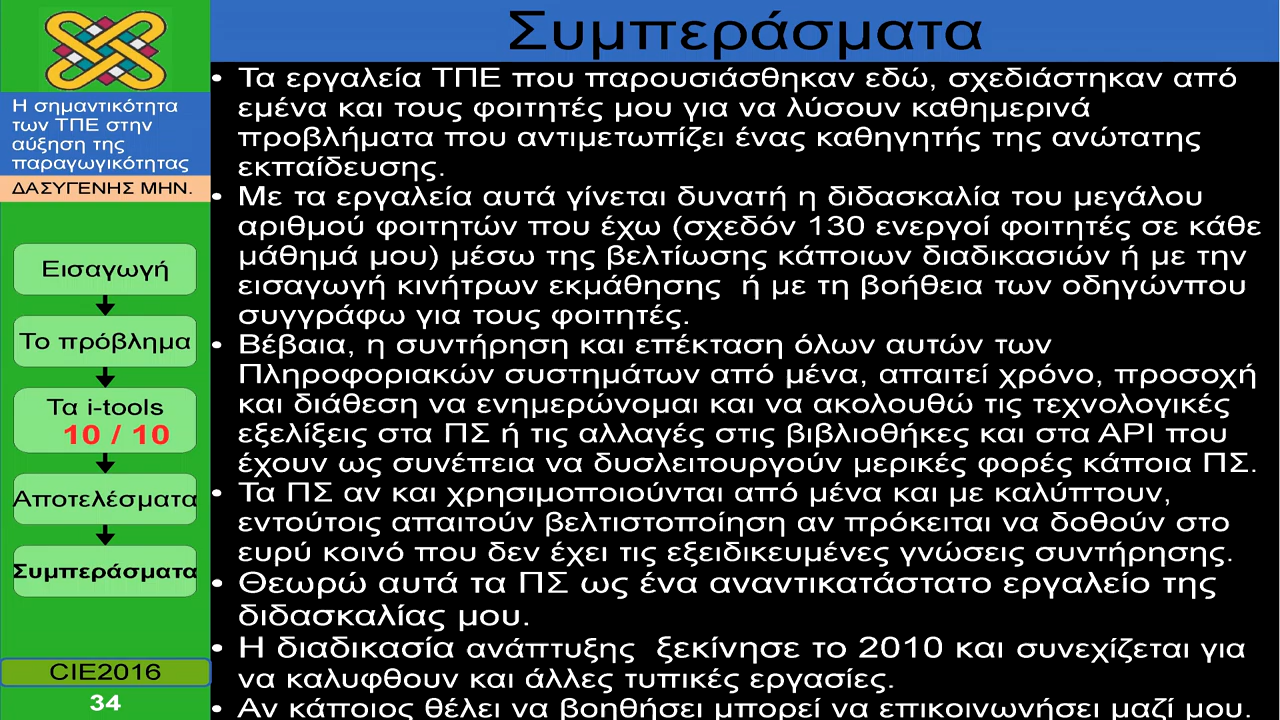 Συμπεράσματα
Η σημαντικότητα
των ΤΠΕ στην
αύξηση της
παραγωγικότητας
ΔΑΣΥΓΕΝΗΣ ΜΗΝ.
Εισαγωγή
Το πρόβλημα
Τα i-tools
10 / 10
Αποτελέσματα
Συμπεράσματα
CIE2016
34
• Τα εργαλεία ΤΠΕ που παρουσιάσθηκαν εδώ, σχεδιάστηκαν από
εμένα και τους φοιτητές μου για να λύσουν καθημερινά
προβλήματα που αντιμετωπίζει ένας καθηγητής της ανώτατης
εκπαίδευσης.
• Με τα εργαλεία αυτά γίνεται δυνατή η διδασκαλία του μεγάλου
αριθμού φοιτητών που έχω (σχεδόν 130 ενεργοί φοιτητές σε κάθε
μάθημά μου) μέσω της βελτίωσης κάποιων διαδικασιών ή με την
εισαγωγή κινήτρων εκμάθησης  ή με τη βοήθεια των οδηγώνπου
συγγράφω για τους φοιτητές.
• Βέβαια, η συντήρηση και επέκταση όλων αυτών των
Πληροφοριακών συστημάτων από μένα, απαιτεί χρόνο, προσοχή
και διάθεση να ενημερώνομαι και να ακολουθώ τις τεχνολογικές
εξελίξεις στα ΠΣ ή τις αλλαγές στις βιβλιοθήκες και στα API που
έχουν ως συνέπεια να δυσλειτουργούν μερικές φορές κάποια ΠΣ.
• Τα ΠΣ αν και χρησιμοποιούνται από μένα και με καλύπτουν,
εντούτοις απαιτούν βελτιστοποίηση αν πρόκειται να δοθούν στο
ευρύ κοινό που δεν έχει τις εξειδικευμένες γνώσεις συντήρησης.
• Θεωρώ αυτά τα ΠΣ ως ένα αναντικατάστατο εργαλείο της
διδασκαλίας μου.
• Η διαδικασία ανάπτυξης  ξεκίνησε το 2010 και συνεχίζεται για
να καλυφθουν και άλλες τυπικές εργασίες.
• Αν κάποιος θέλει να βοηθήσει μπορεί να επικοινωνήσει μαζί μου.